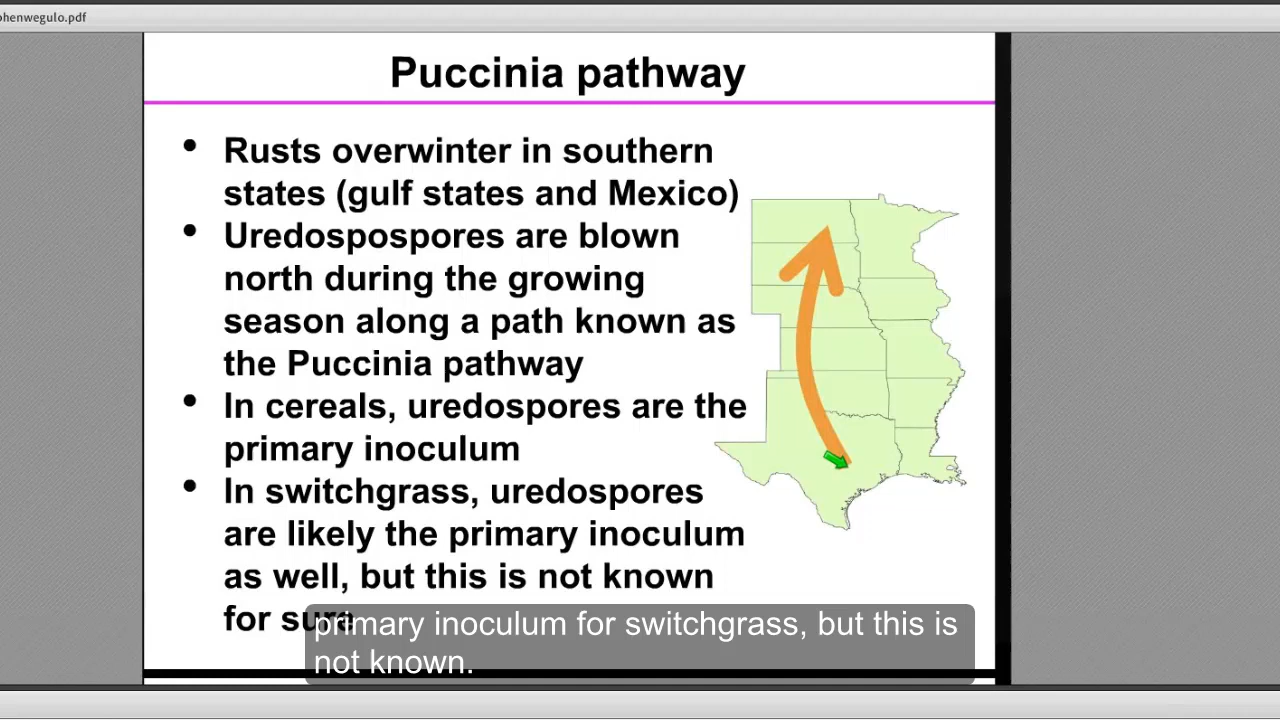 ohenwegulo.pdf
Puccinia pathway
• Rusts overwinter in southern
states (gulf states and Mexico)
• Uredospospores are blown
north during the growing
season along a path known as
the Puccinia pathway
• In cereals, uredospores are the
primary inoculum
• In switchgrass, uredospores
are likely the primary inoculum
as well, but this is not known
for sure
primary inoculum for switchgrass, but this is
not known.